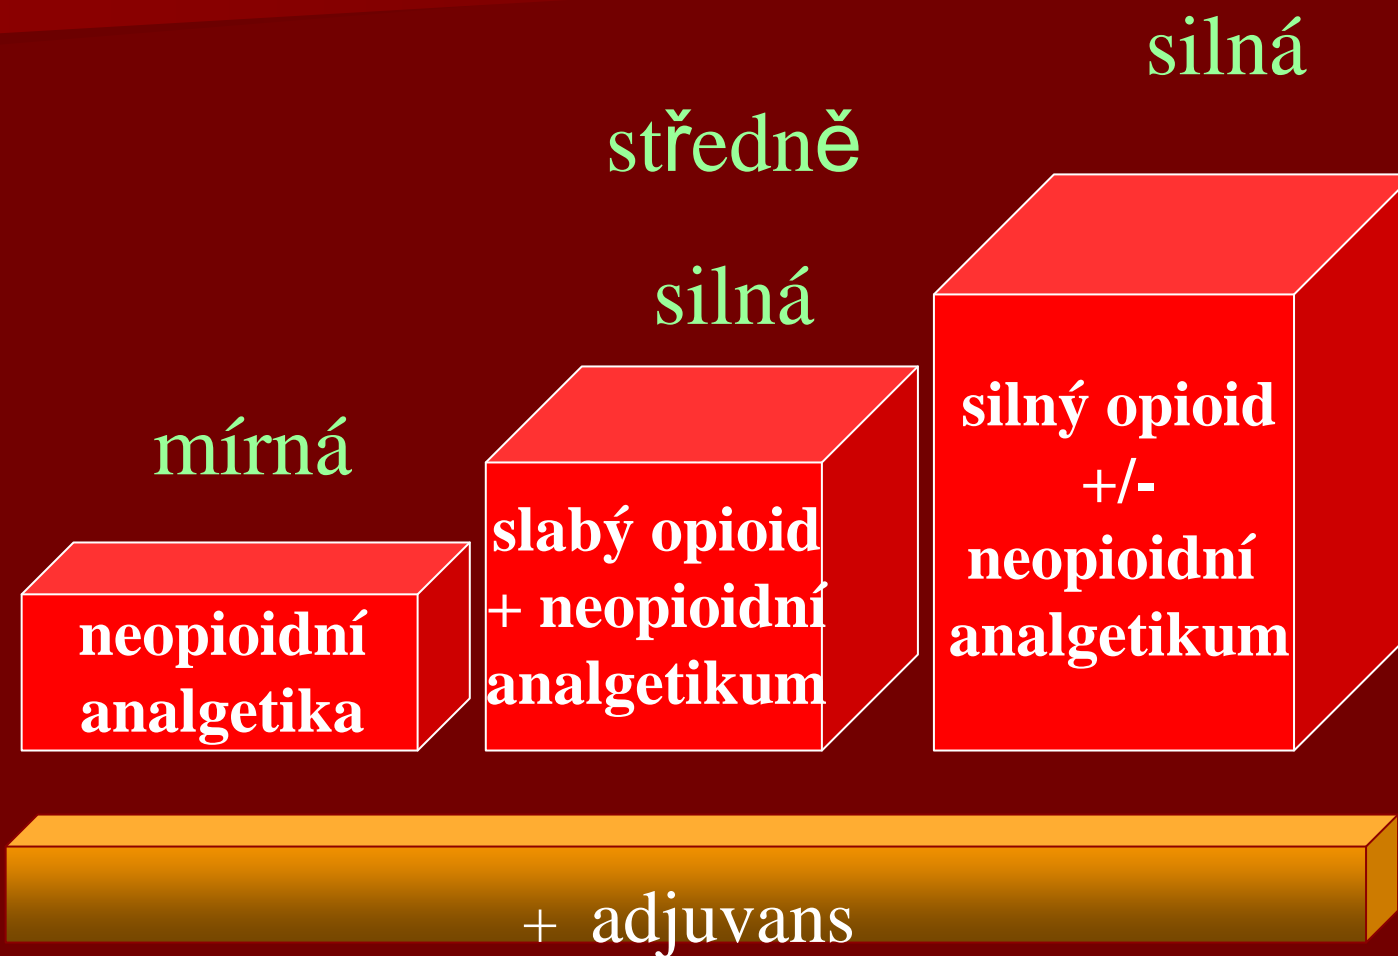 mírná
neopioidní
analgetika
středně
silná
slabý opioid
+ neopioidní
analgetikum
silná
silný opioid
+/-
neopioidní
analgetikum
+ adjuvans